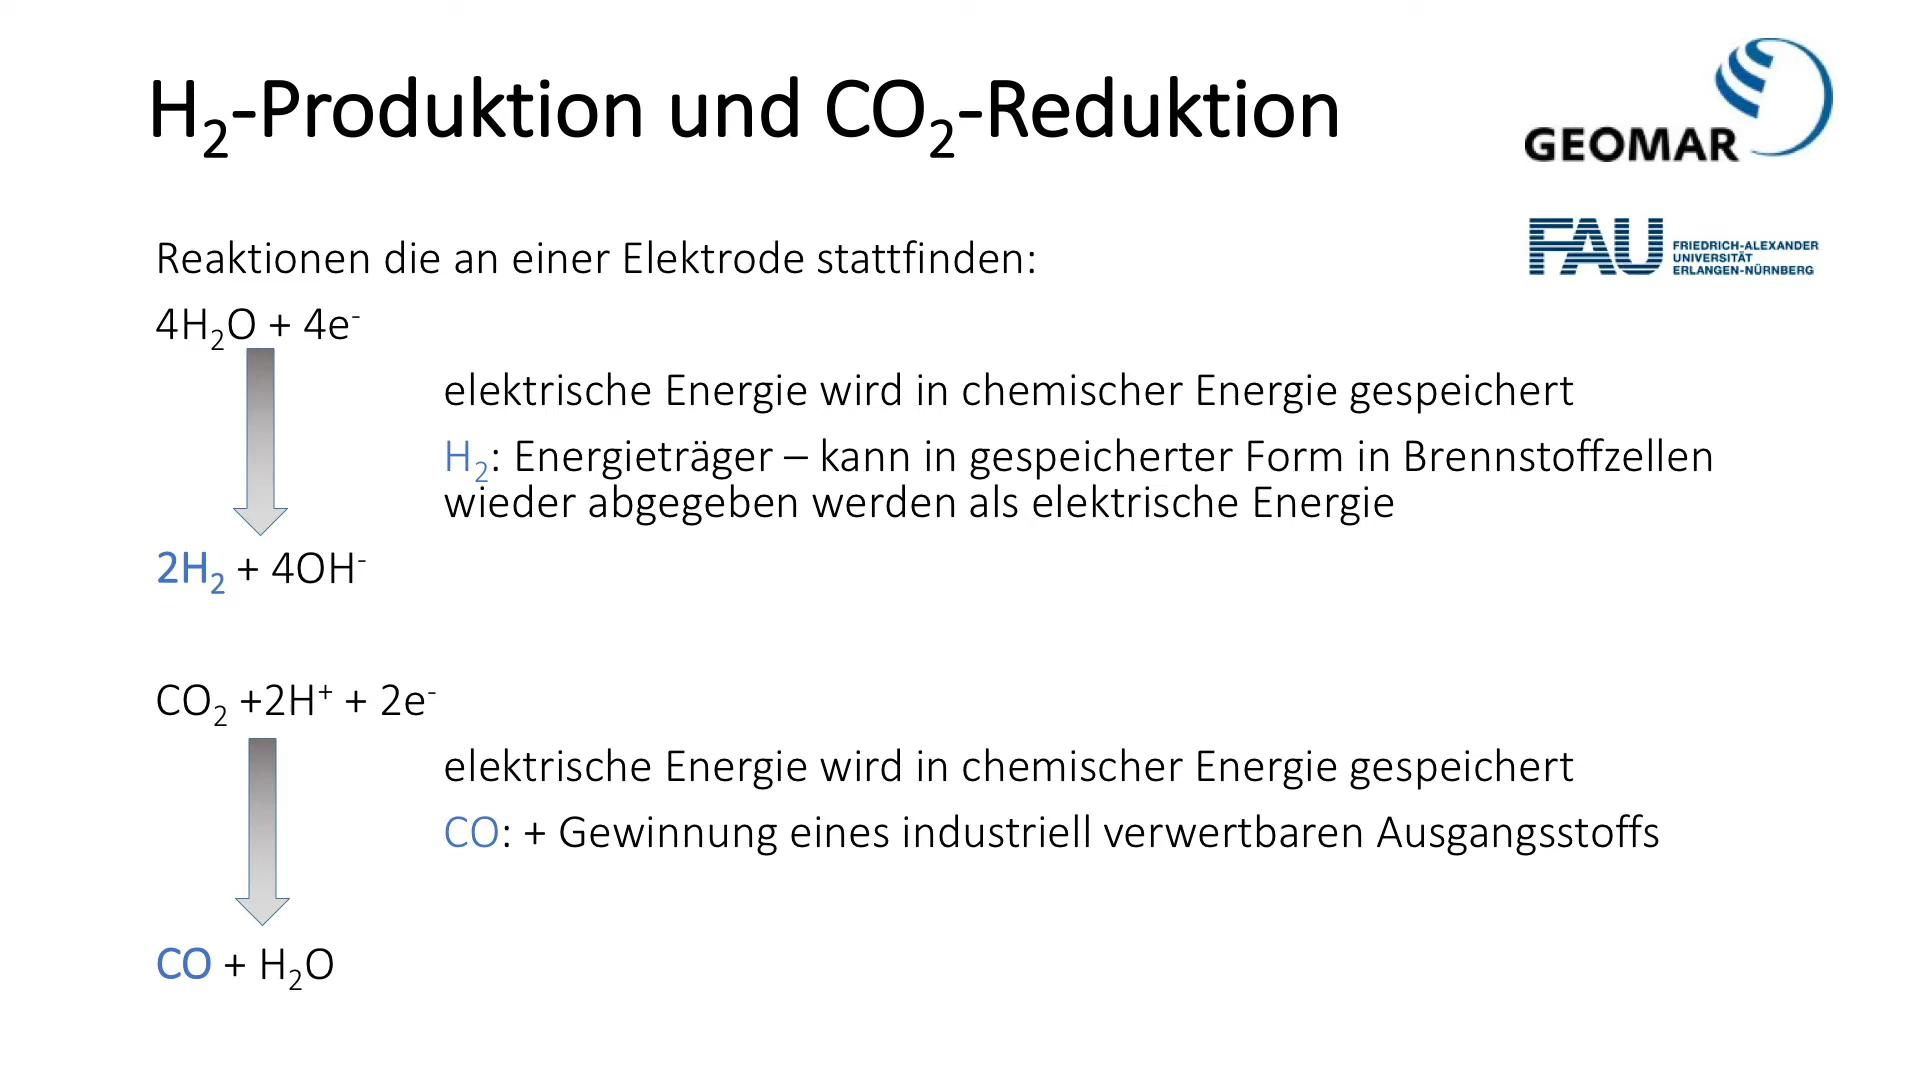 H₂-Produktion und CO₂-Reduktion
GEOMAR
FAU FRIEDRICH-ALEXANDER
UNIVERSITÄT
ERLANGEN-NÜRNBERG
Reaktionen die an einer Elektrode stattfinden:
4H₂O + 4e⁻
elektrische Energie wird in chemischer Energie gespeichert
H₂: Energieträger – kann in gespeicherter Form in Brennstoffzellen
wieder abgegeben werden als elektrische Energie
2H₂ + 4OH⁻
CO₂ +2H⁺ + 2e⁻
elektrische Energie wird in chemischer Energie gespeichert
CO: + Gewinnung eines industriell verwertbaren Ausgangsstoffs
CO + H₂O